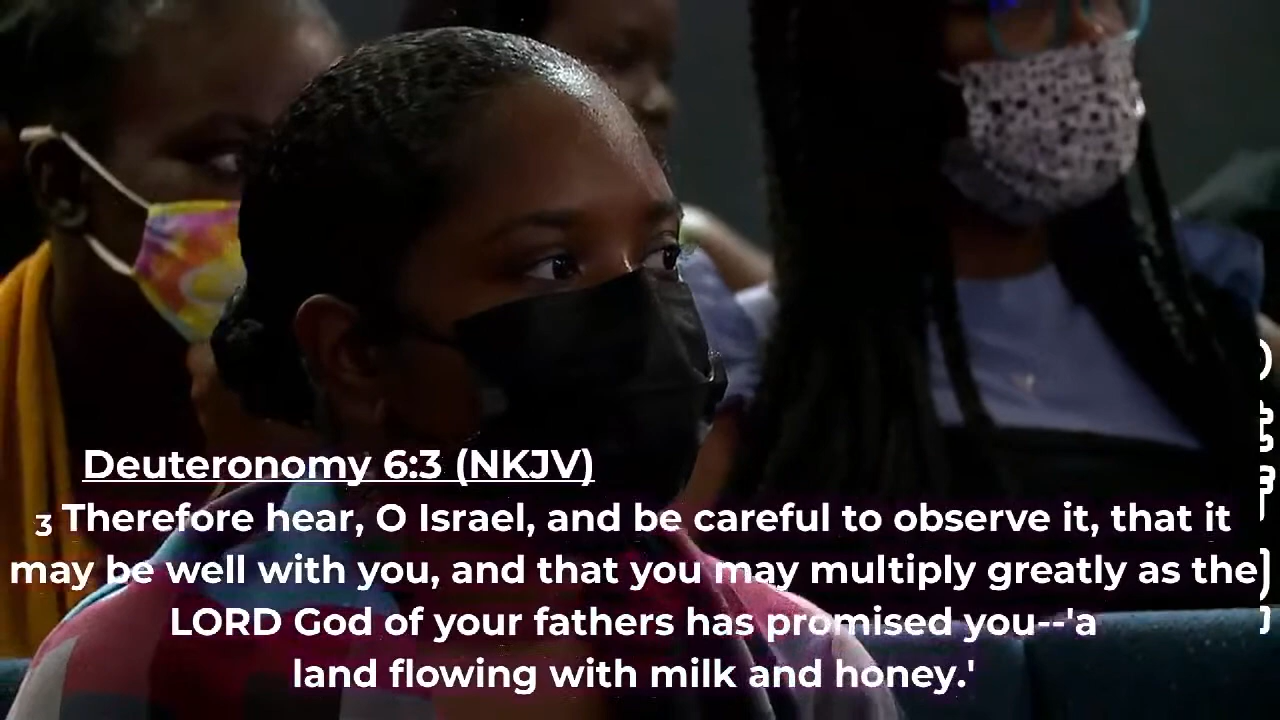 Deuteronomy 6:3 (NKJV)
3 Therefore hear, O Israel, and be careful to observe it, that it
may be well with you, and that you may multiply greatly as the
LORD God of your fathers has promised you--'a
land flowing with milk and honey.'